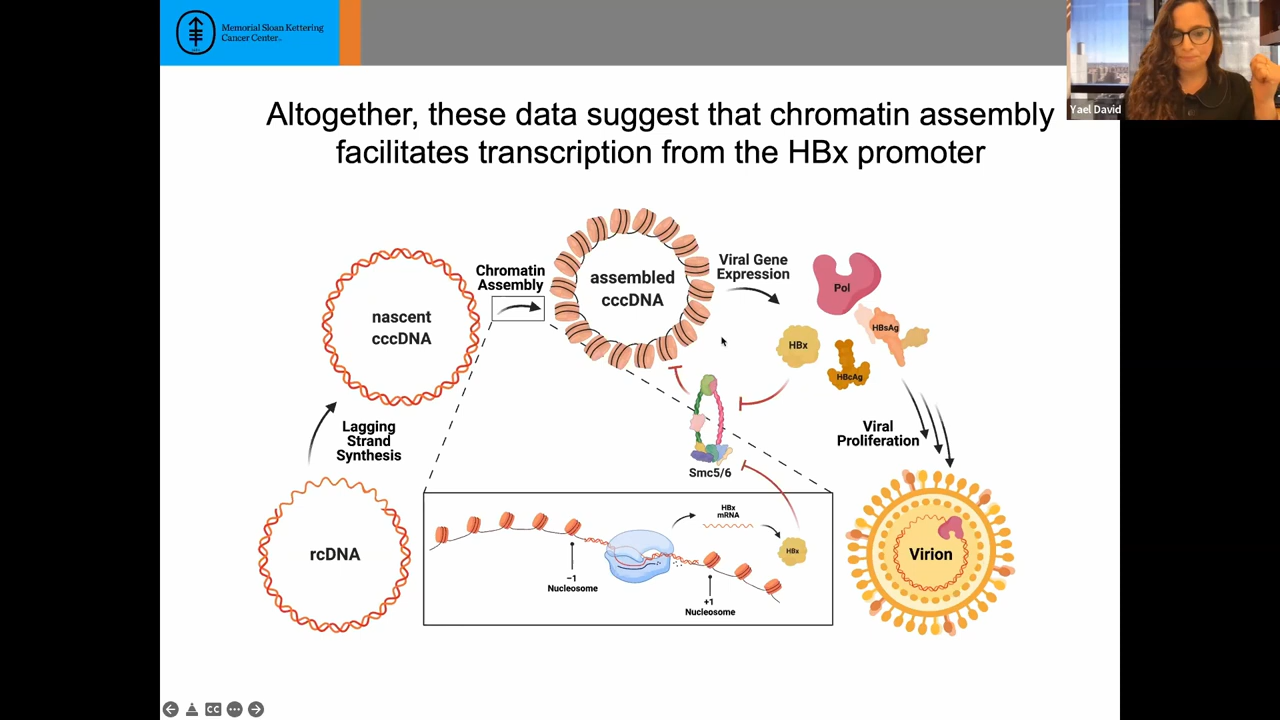 Memorial Sloan Kettering
Cancer Center
Yael David
Altogether, these data suggest that chromatin assembly
facilitates transcription from the HBx promoter
nascent
cccDNA
Chromatin
Assembly
assembled
cccDNA
Viral Gene
Expression
Pol
HBx
HBsAg
HBcAg
Lagging
Strand
Synthesis
Smc5/6
Viral
Proliferation
rcDNA
−1
Nucleosome
+1
Nucleosome
HBx
mRNA
HBx
Virion
CC